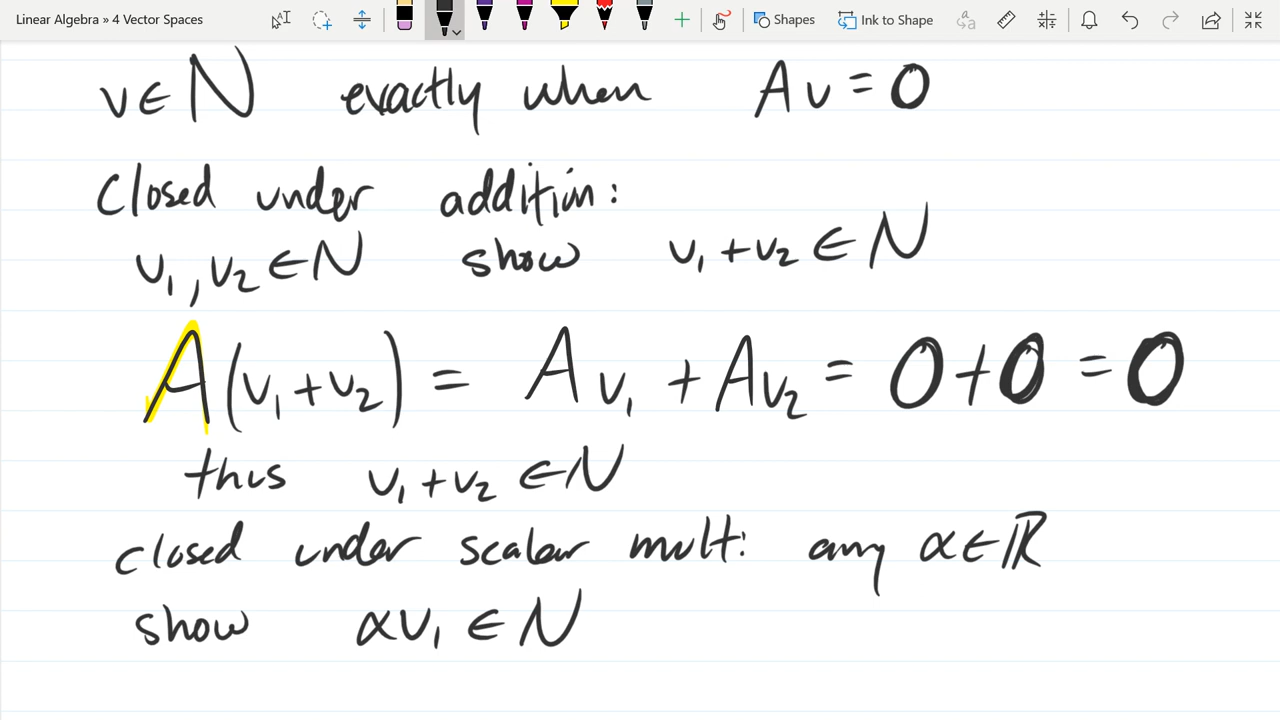 Linear Algebra » 4 Vector Spaces Shapes Ink to Shape
v∈N exactly when Av=0
Closed under addition:
v₁,v₂∈N show v₁+v₂∈N
A(v₁+v₂) = Av₁+Av₂ = 0+0 = 0
thus v₁+v₂∈N
closed under scalar mult: any α∈ℝ
show αv₁∈N